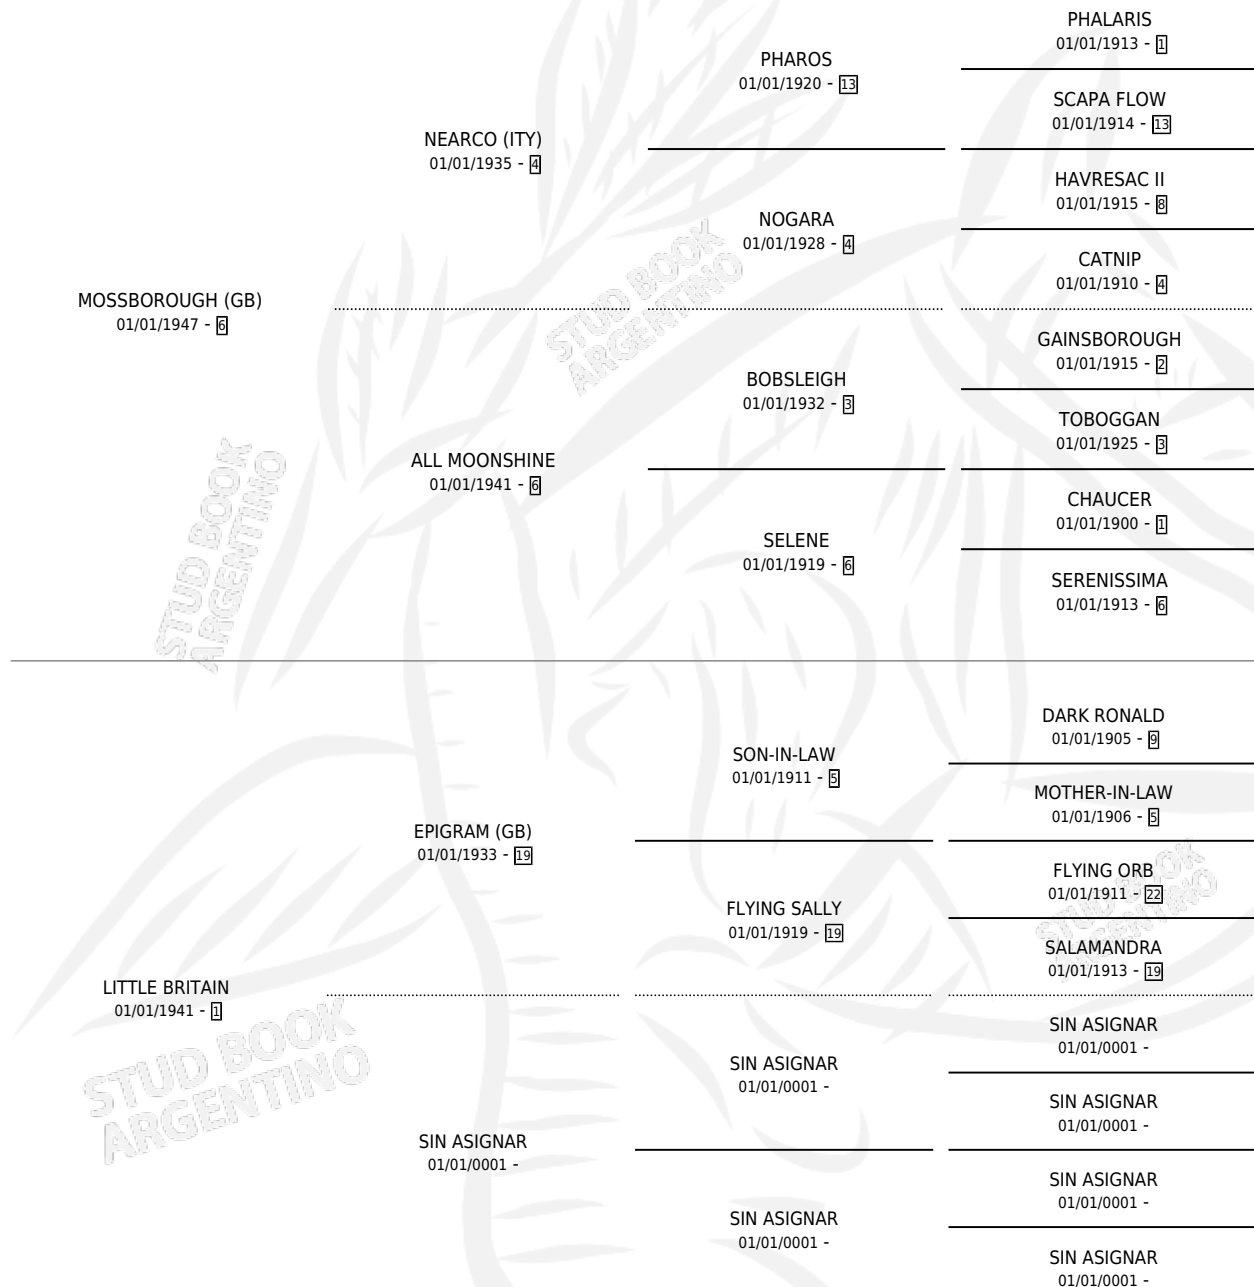 PHALARIS
01/01/1913 - 1
PHAROS
01/01/1920 - 13
SCAPA FLOW
01/01/1914 - 13
NEARCO (ITY)
01/01/1935 - 4
HAVRESAC II
01/01/1915 - 8
NOGARA
01/01/1928 - 4
CATNIP
01/01/1910 - 4
MOSSBOROUGH (GB)
01/01/1947 - 6
GAINSBOROUGH
01/01/1915 - 2
BOBSLEIGH
01/01/1932 - 3
TOBOGGAN
01/01/1925 - 3
ALL MOONSHINE
01/01/1941 - 6
CHAUCER
01/01/1900 - 1
SELENE
01/01/1919 - 6
SERENISSIMA
01/01/1913 - 6
DARK RONALD
01/01/1905 - 9
SON-IN-LAW
01/01/1911 - 5
MOTHER-IN-LAW
01/01/1906 - 5
EPIGRAM (GB)
01/01/1933 - 19
FLYING ORB
01/01/1911 - 22
FLYING SALLY
01/01/1919 - 19
SALAMANDRA
01/01/1913 - 19
LITTLE BRITAIN
01/01/1941 - 1
SIN ASIGNAR
01/01/0001 -
SIN ASIGNAR
01/01/0001 -
SIN ASIGNAR
01/01/0001 -
SIN ASIGNAR
01/01/0001 -
SIN ASIGNAR
01/01/0001 -
SIN ASIGNAR
01/01/0001 -
SIN ASIGNAR
01/01/0001 -
STUD BOOK
ARGENTINO
STUD BOOK
ARGENTINO
STUD BOOK
ARGENTINO
STUD BOOK
ARGENTINO